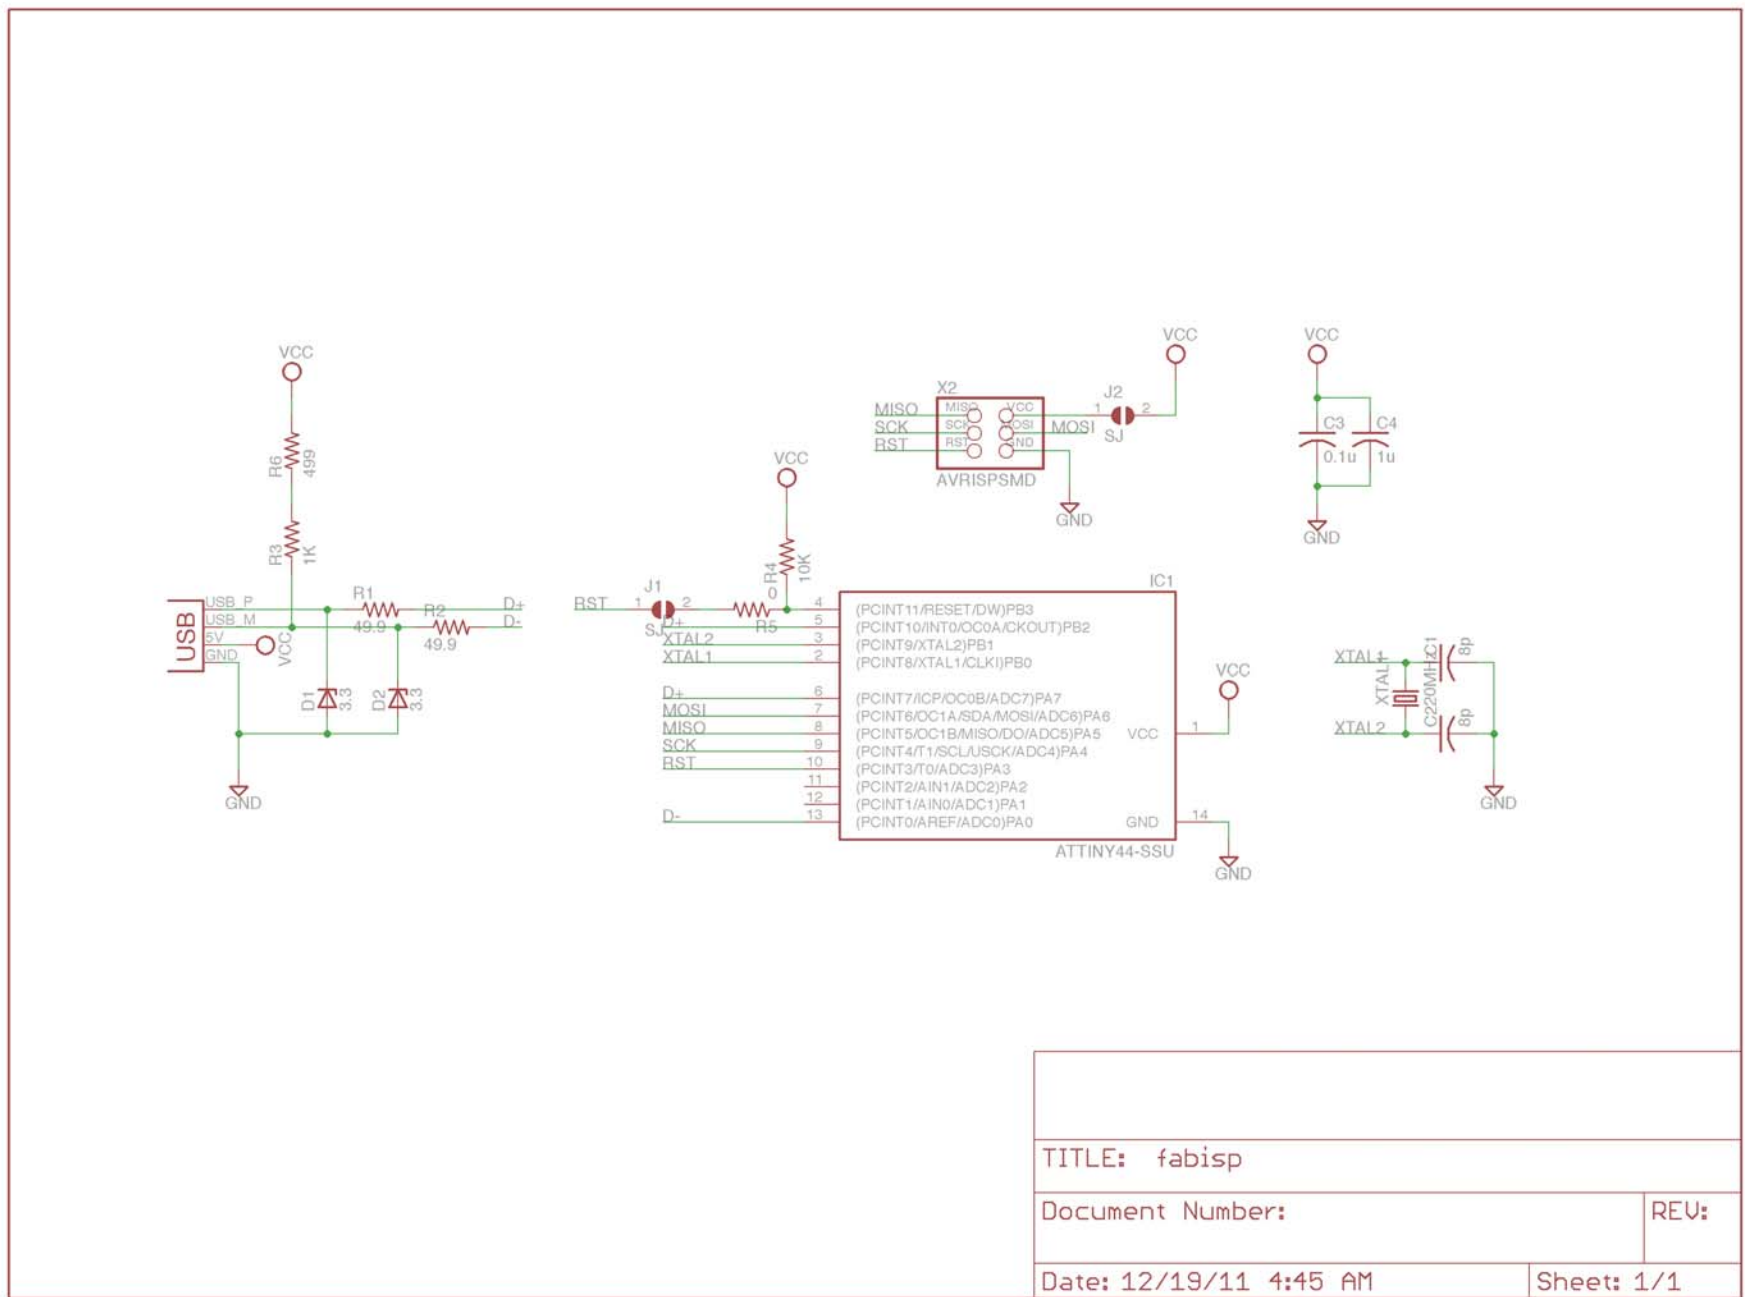 VCC
R6
499
R3
1K
USB
USB_P
USB_M
5V
GND
VCC
R1
49.9
R2
49.9
D+
D-
D1
3.3
D2
3.3
GND
X2
MISO
SCK
RST
MISO
SCK
RST
VCC
MOSI
GND
AVRISPSMD
MOSI
J2
1
2
SJ
VCC
GND
VCC
C3
0.1u
C4
1u
GND
VCC
R4
10K
RST
J1
1
2
SJ
0
R5
IC1
D+
XTAL2
XTAL1
D+
MOSI
MISO
SCK
RST
D-
4 (PCINT11/RESET/DW)PB3
5 (PCINT10/INT0/OC0A/CKOUT)PB2
3 (PCINT9/XTAL2)PB1
2 (PCINT8/XTAL1/CLKI)PB0
6 (PCINT7/ICP/OC0B/ADC7)PA7
7 (PCINT6/OC1A/SDA/MOSI/ADC6)PA6
8 (PCINT5/OC1B/MISO/DO/ADC5)PA5
9 (PCINT4/T1/SCL/USCK/ADC4)PA4
10 (PCINT3/T0/ADC3)PA3
11 (PCINT2/AIN1/ADC2)PA2
12 (PCINT1/AIN0/ADC1)PA1
13 (PCINT0/AREF/ADC0)PA0
VCC 1
GND 14
ATTINY44-SSU
VCC
GND
XTAL1
XTAL2
C1
8p
C2
20MHz
8p
GND
TITLE: fabisp
Document Number:
REV:
Date: 12/19/11 4:45 AM
Sheet: 1/1